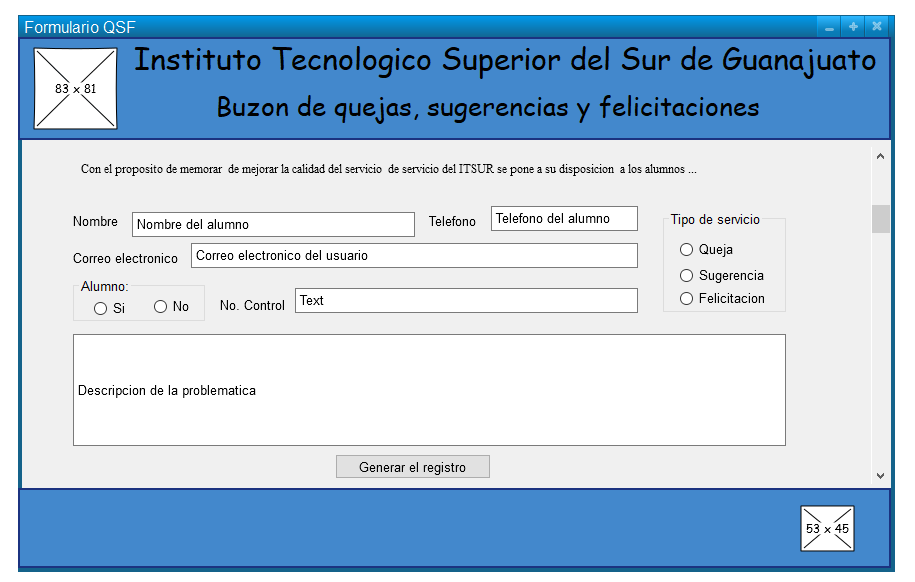 Formulario QSF
83 x 81
Instituto Tecnologico Superior del Sur de Guanajuato
Buzon de quejas, sugerencias y felicitaciones
Con el proposito de memorar de mejorar la calidad del servicio de servicio del ITSUR se pone a su disposicion a los alumnos ...
Nombre Nombre del alumno Telefono Telefono del alumno Tipo de servicio
Queja
Correo electronico Correo electronico del usuario
Sugerencia
Alumno:
Si No No. Control Text Felicitacion
Descripcion de la problematica
Generar el registro
53 x 45